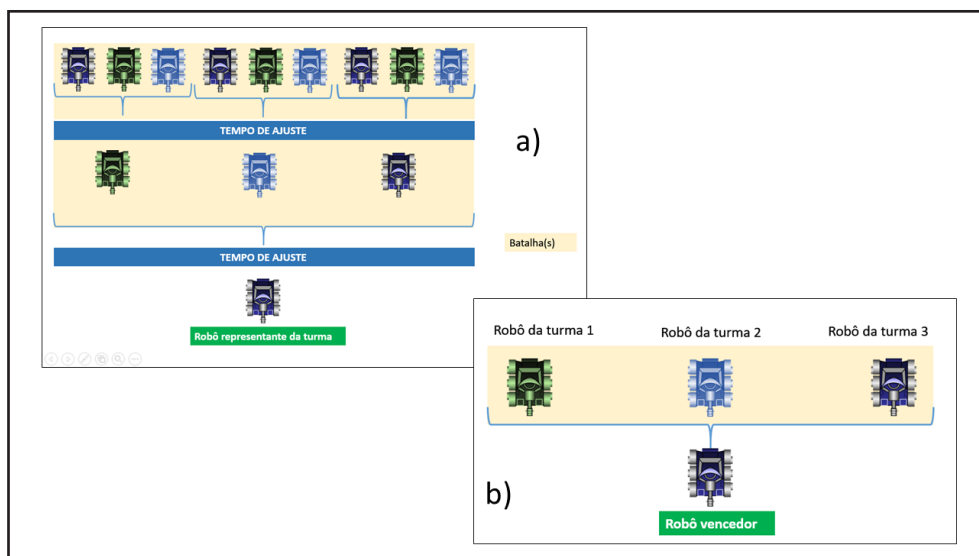 TEMPO DE AJUSTE
a)
Batalha(s)
TEMPO DE AJUSTE
Robô representante da turma
Robô da turma 1
Robô da turma 2
Robô da turma 3
b)
Robô vencedor